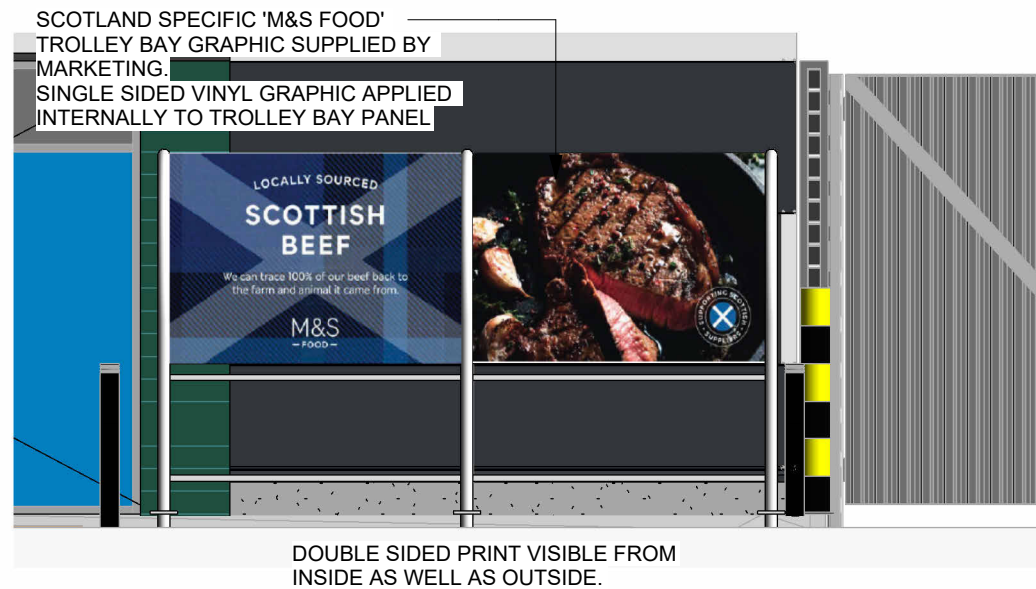 SCOTLAND SPECIFIC 'M&S FOOD'
TROLLEY BAY GRAPHIC SUPPLIED BY
MARKETING.
SINGLE SIDED VINYL GRAPHIC APPLIED
INTERNALLY TO TROLLEY BAY PANEL
LOCALLY SOURCED
SCOTTISH
BEEF
We can trace 100% of our beef back to
the farm and animal it came from.
M&S
—FOOD—
SUPPORTING SCOTTISH
• SUPPLIERS •
DOUBLE SIDED PRINT VISIBLE FROM
INSIDE AS WELL AS OUTSIDE.